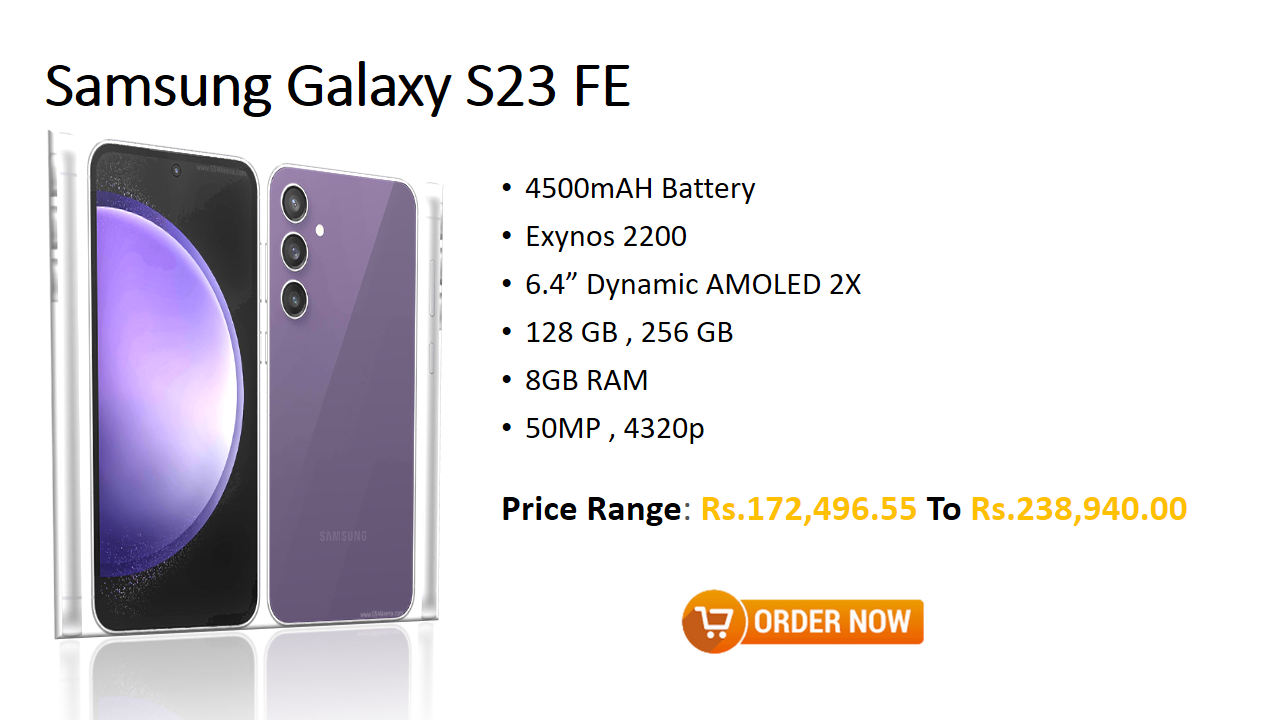 Samsung Galaxy S23 FE
• 4500mAH Battery
• Exynos 2200
• 6.4” Dynamic AMOLED 2X
• 128 GB , 256 GB
• 8GB RAM
• 50MP , 4320p
Price Range: Rs.172,496.55 To Rs.238,940.00
SAMSUNG
ORDER NOW